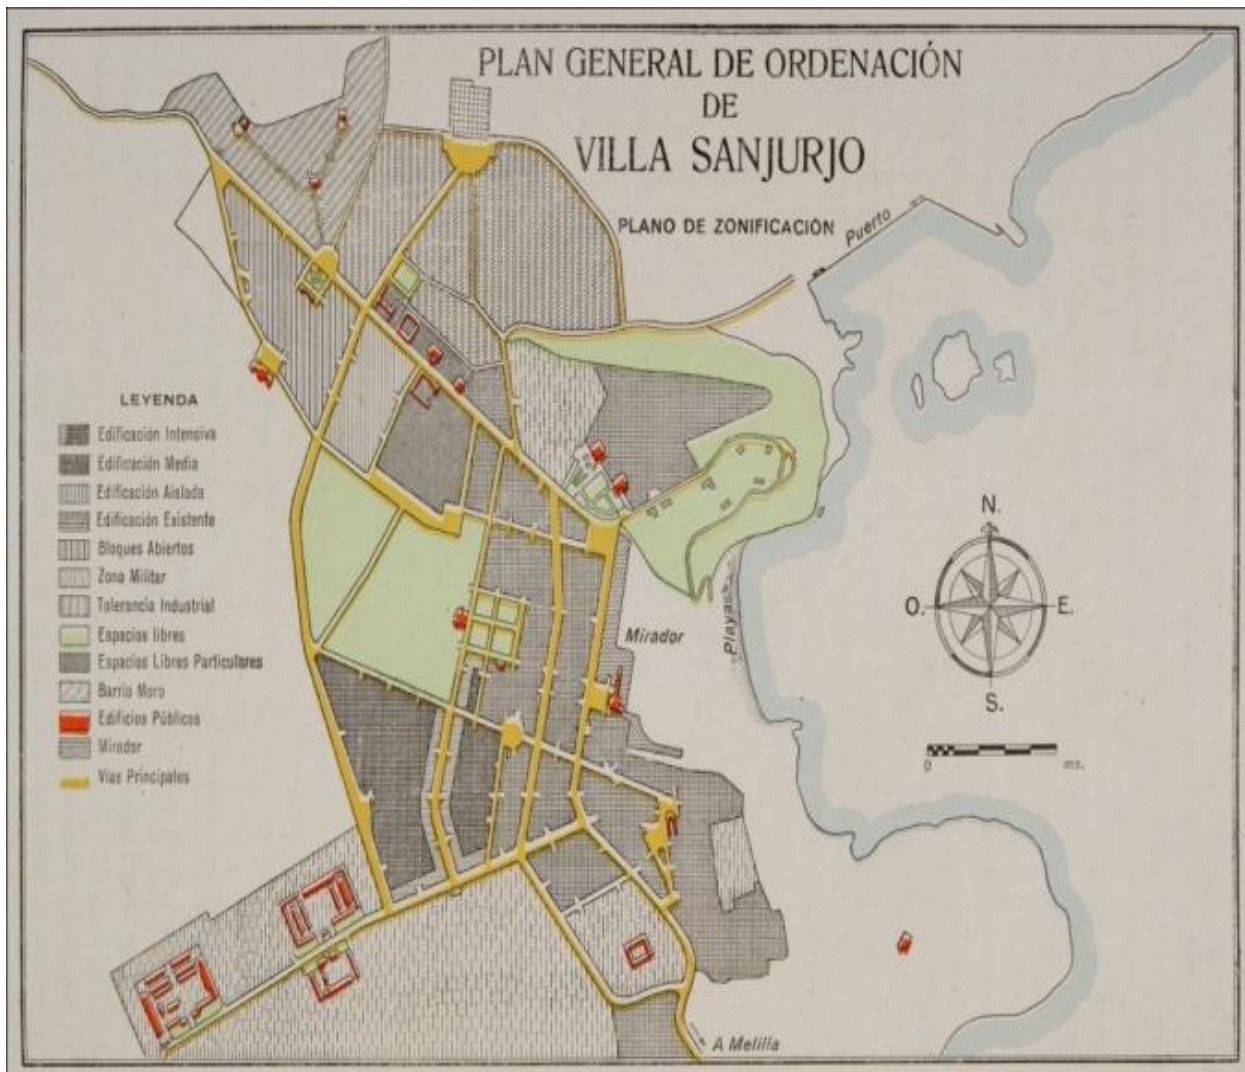 PLAN GENERAL DE ORDENACIÓN
DE
VILLA SANJURJO
PLANO DE ZONIFICACIÓN
Puerto
LEYENDA
Edificación Intensiva
Edificación Media
Edificación Aislada
Edificación Existente
Bloques Abiertos
Zona Militar
Tolerancia Industrial
Espacios libres
Espacios Libres Particulares
Barrio Moro
Edificios Públicos
Mirador
Vías Principales
N.
O.
E.
S.
Mirador
Playa
0
ms.
A Melilla